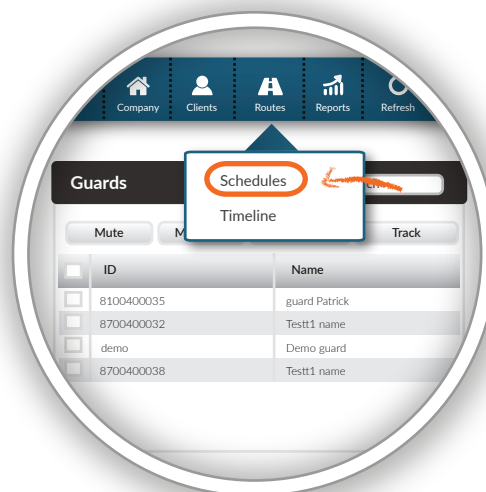 Company Clients Routes Reports Refresh
Schedules
Timeline
Guards
Mute Track
ID Name
8100400035 guard Patrick
8700400032 Testt1 name
demo Demo guard
8700400038 Testt1 name